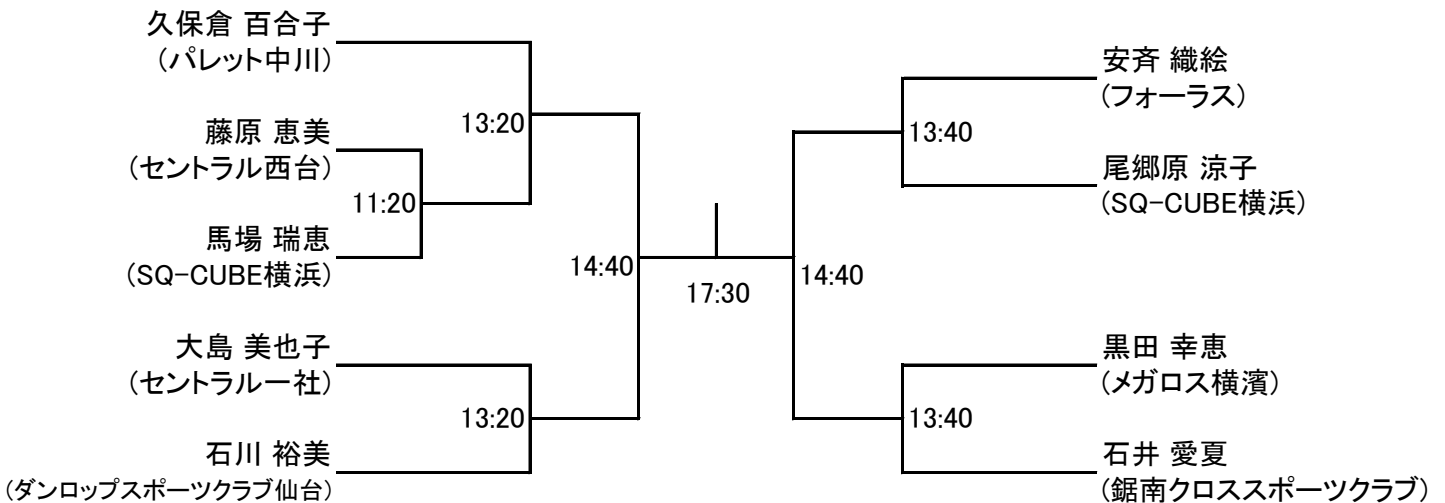 久保倉 百合子
(パレット中川)
藤原 恵美
(セントラル西台)
馬場 瑞恵
(SQ-CUBE横浜)
大島 美也子
(セントラル一社)
石川 裕美
(ダンロップスポーツクラブ仙台)
13:20
11:20
14:40
13:20
17:30
安斉 織絵
(フォーラス)
尾郷原 涼子
(SQ-CUBE横浜)
黒田 幸恵
(メガロス横濱)
石井 愛夏
(鋸南クロススポーツクラブ)
13:40
14:40
13:40